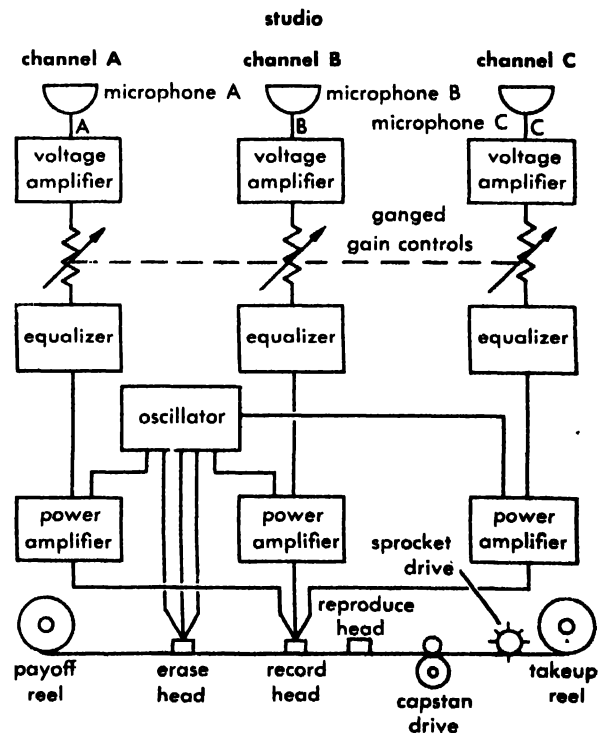 studio
channel A
channel B
channel C
microphone A
microphone B
microphone C
A
B
C
voltage
amplifier
voltage
amplifier
voltage
amplifier
ganged
gain controls
equalizer
equalizer
equalizer
oscillator
power
amplifier
power
amplifier
power
amplifier
sprocket
drive
reproduce
head
payoff
reel
erase
head
record
head
capstan
drive
takeup
reel